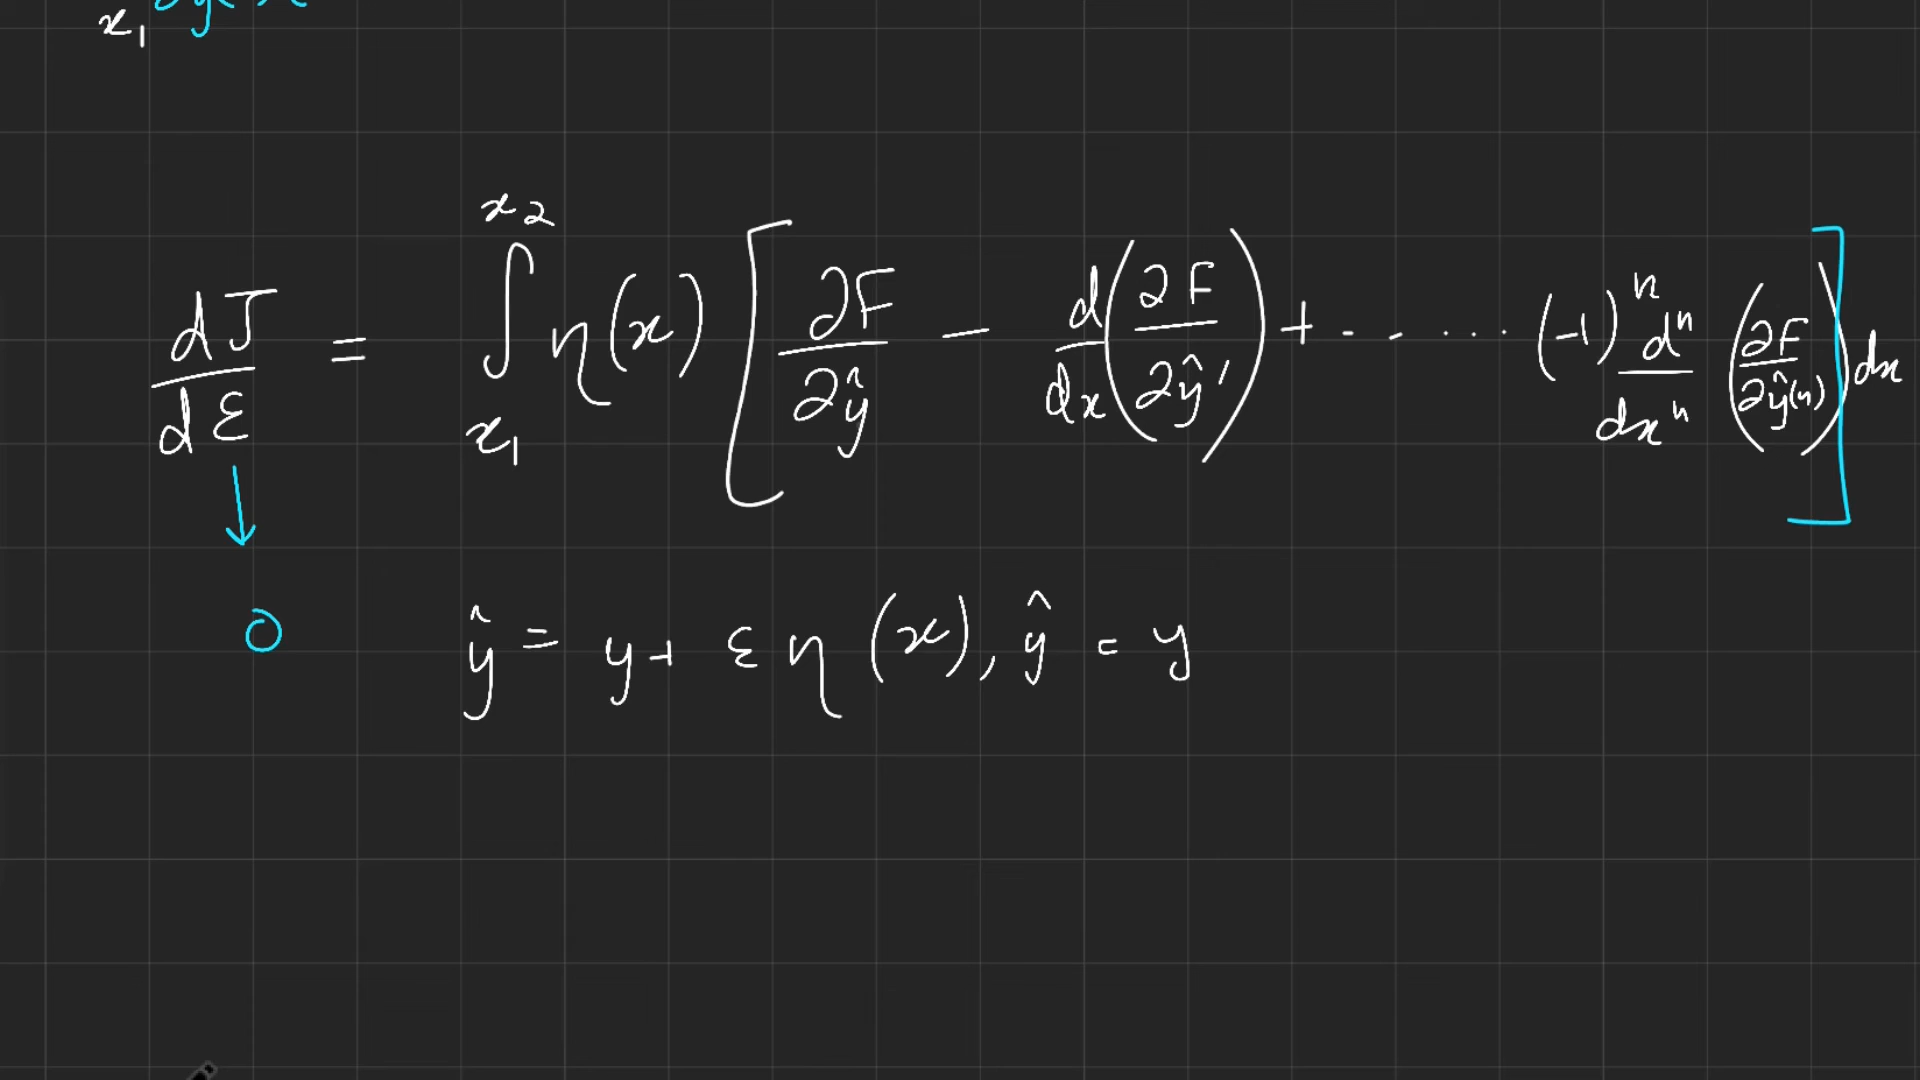 x₁
dJ/dε = ∫_{x₁}^{x₂} η(x) [ ∂F/∂ŷ − d/dx (∂F/∂ŷ′) + - - ···· (-1)ⁿ dⁿ/dxⁿ (∂F/∂ŷ⁽ⁿ⁾) ] dx
↓
0 ŷ = y + ε η (x), ŷ = y